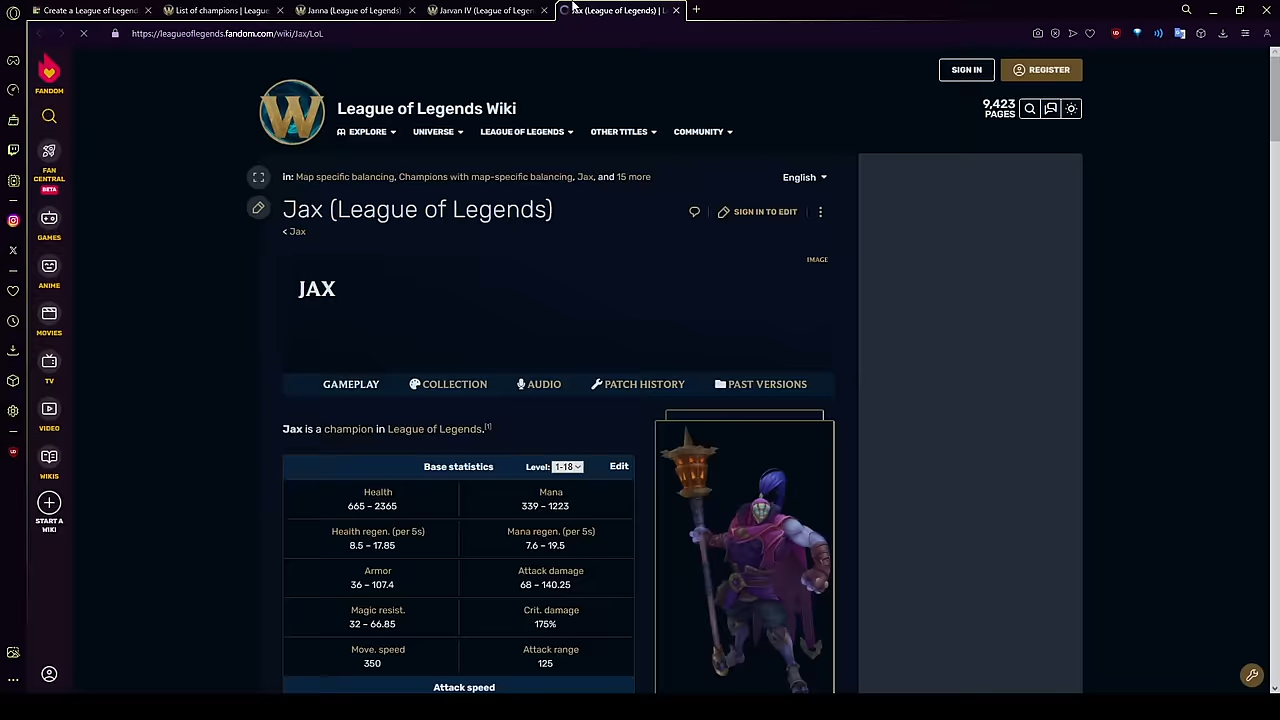 Create a League of Legend
List of champions | League
Janna (League of Legends)
Jarvan IV (League of Legen
Jax (League of Legends) | L
https://leagueoflegends.fandom.com/wiki/Jax/LoL
FANDOM
FAN CENTRAL
BETA
GAMES
ANIME
MOVIES
TV
VIDEO
WIKIS
START A
WIKI
SIGN IN
REGISTER
League of Legends Wiki
9,423
PAGES
EXPLORE
UNIVERSE
LEAGUE OF LEGENDS
OTHER TITLES
COMMUNITY
in: Map specific balancing, Champions with map-specific balancing, Jax, and 15 more
English
Jax (League of Legends)
SIGN IN TO EDIT
< Jax
IMAGE
JAX
GAMEPLAY
COLLECTION
AUDIO
PATCH HISTORY
PAST VERSIONS
Jax is a champion in League of Legends.[1]
Base statistics
Level: 1-18
Edit
Health
665 – 2365
Mana
339 – 1223
Health regen. (per 5s)
8.5 – 17.85
Mana regen. (per 5s)
7.6 – 19.5
Armor
36 – 107.4
Attack damage
68 – 140.25
Magic resist.
32 – 66.85
Crit. damage
175%
Move. speed
350
Attack range
125
Attack speed